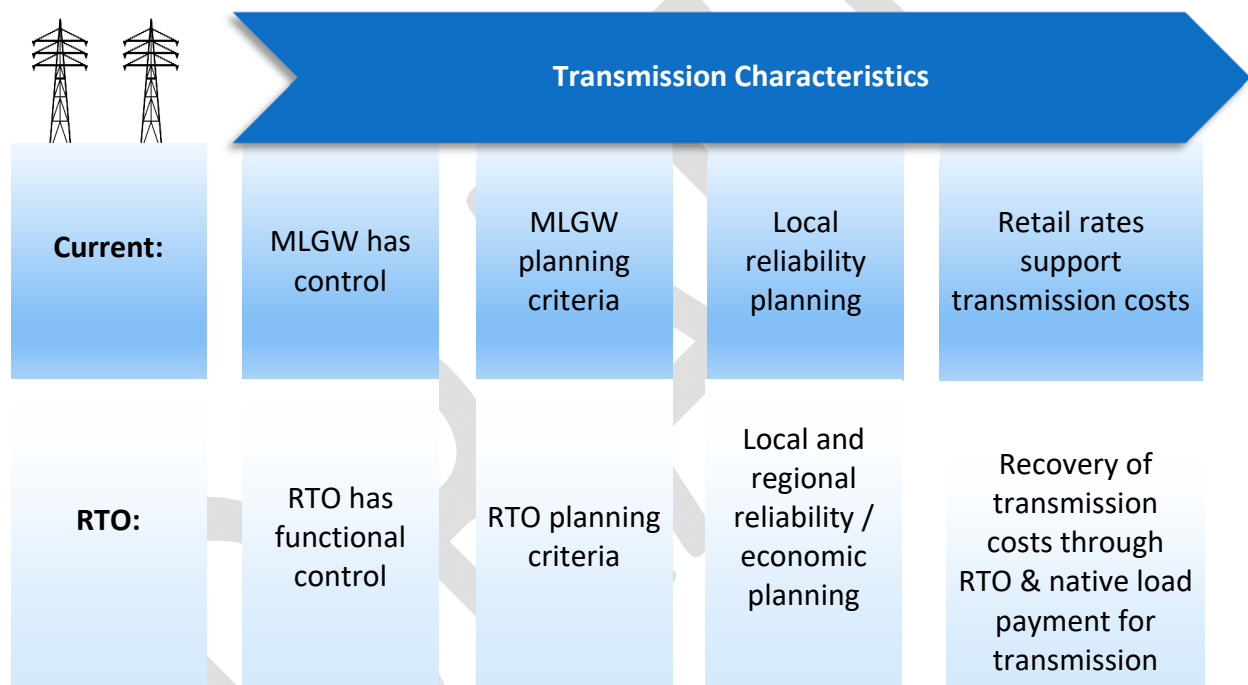 Transmission Characteristics
Current:
MLGW has
control
MLGW
planning
criteria
Local
reliability
planning
Retail rates
support
transmission costs
RTO:
RTO has
functional
control
RTO planning
criteria
Local and
regional
reliability /
economic
planning
Recovery of
transmission
costs through
RTO & native load
payment for
transmission